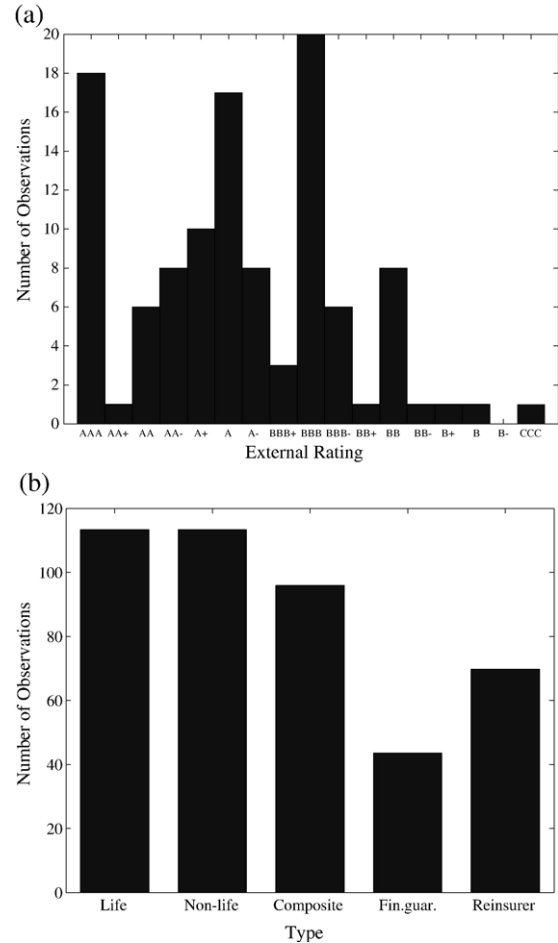 (a)
20
18
16
14
12
10
8
6
4
2
0
Number of Observations
AAA AA+ AA AA- A+ A A- BBB+ BBB BBB- BB+ BB BB- B+ B B- CCC
External Rating
(b)
120
100
80
60
40
20
0
Number of Observations
Life Non-life Composite Fin.guar. Reinsurer
Type